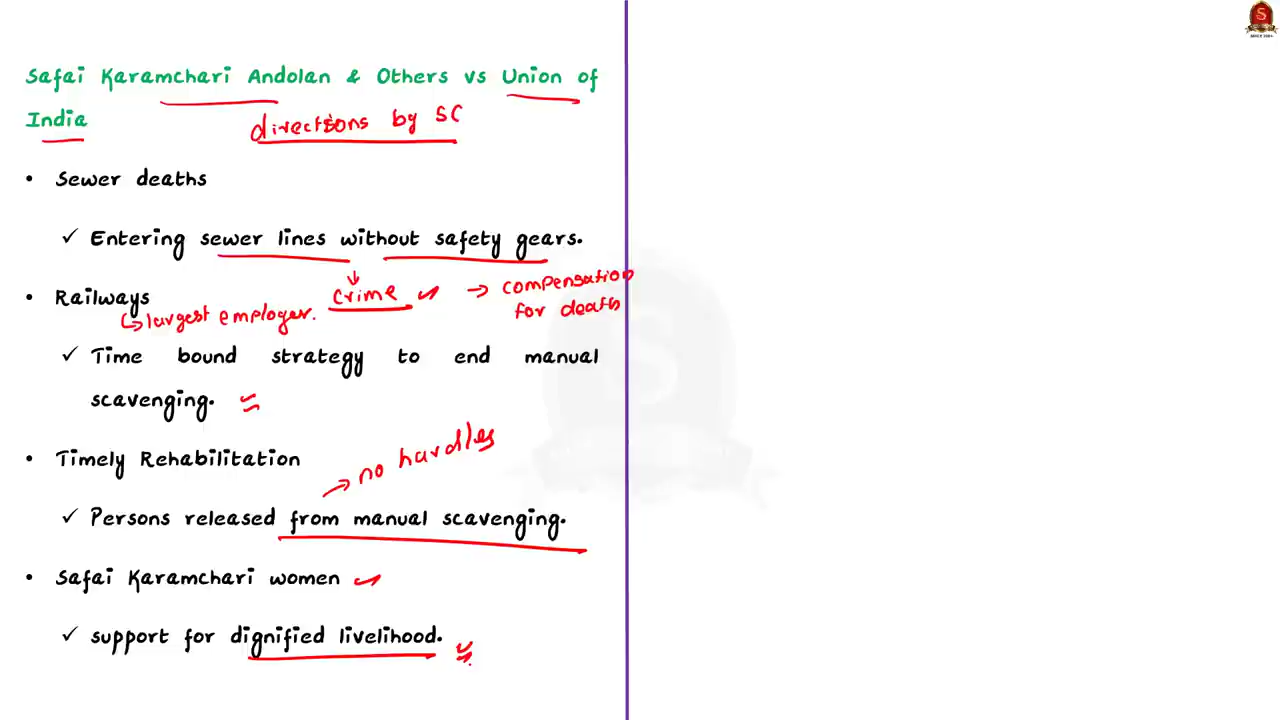 Safai Karamchari Andolan & Others vs Union of
India
directions by SC
• Sewer deaths
✓ Entering sewer lines without safety gears.
crime → compensation
for death
• Railways
↳ largest employer.
✓ Time bound strategy to end manual
scavenging.
• Timely Rehabilitation
→ no hurdles
✓ Persons released from manual scavenging.
• Safai Karamchari women
✓ support for dignified livelihood.
S
SINCE 2004